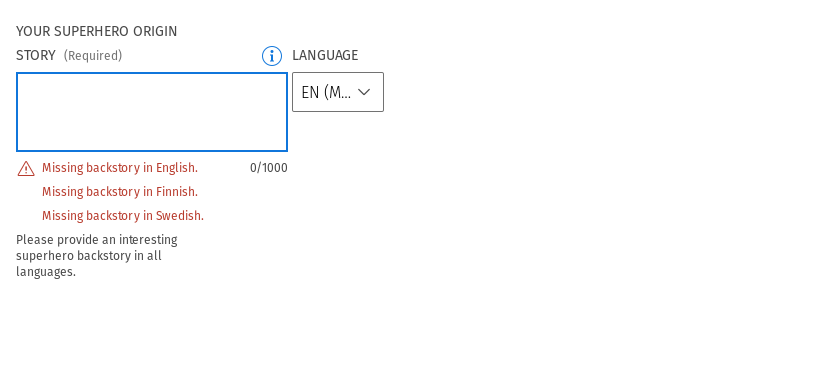 YOUR SUPERHERO ORIGIN
STORY (Required) LANGUAGE
EN (M...
Missing backstory in English. 0/1000
Missing backstory in Finnish.
Missing backstory in Swedish.
Please provide an interesting
superhero backstory in all
languages.